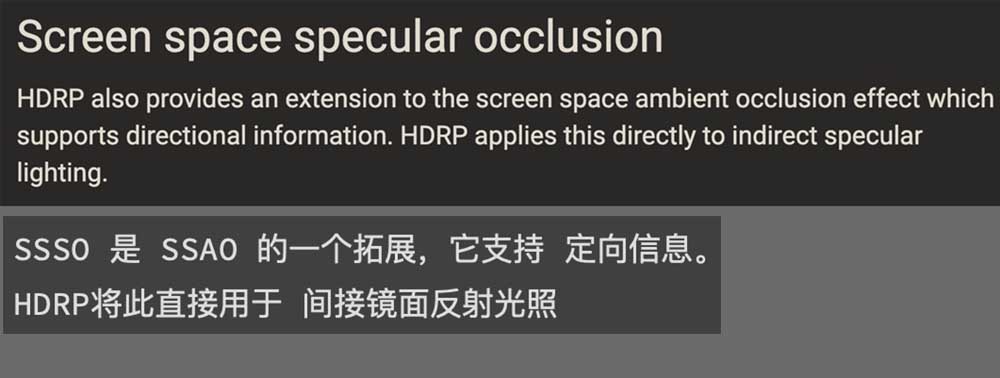 Screen space specular occlusion
HDRP also provides an extension to the screen space ambient occlusion effect which
supports directional information. HDRP applies this directly to indirect specular
lighting.
SSSO 是 SSAO 的一个拓展，它支持 定向信息。
HDRP将此直接用于 间接镜面反射光照